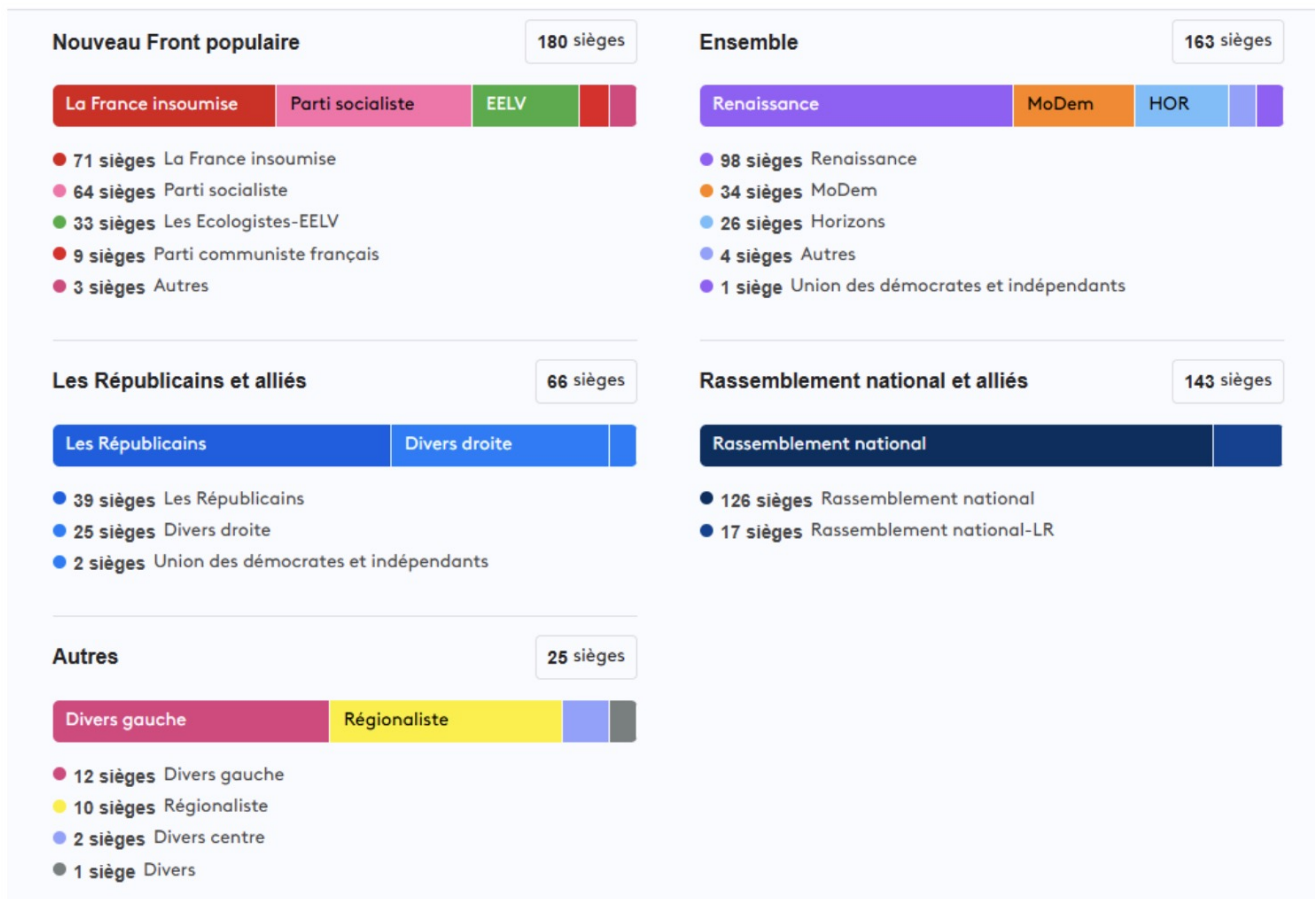 Nouveau Front populaire
180 sièges
La France insoumise
Parti socialiste
EELV
71 sièges La France insoumise
64 sièges Parti socialiste
33 sièges Les Ecologistes-EELV
9 sièges Parti communiste français
3 sièges Autres
Ensemble
163 sièges
Renaissance
MoDem
HOR
98 sièges Renaissance
34 sièges MoDem
26 sièges Horizons
4 sièges Autres
1 siège Union des démocrates et indépendants
Les Républicains et alliés
66 sièges
Les Républicains
Divers droite
39 sièges Les Républicains
25 sièges Divers droite
2 sièges Union des démocrates et indépendants
Rassemblement national et alliés
143 sièges
Rassemblement national
126 sièges Rassemblement national
17 sièges Rassemblement national-LR
Autres
25 sièges
Divers gauche
Régionaliste
12 sièges Divers gauche
10 sièges Régionaliste
2 sièges Divers centre
1 siège Divers